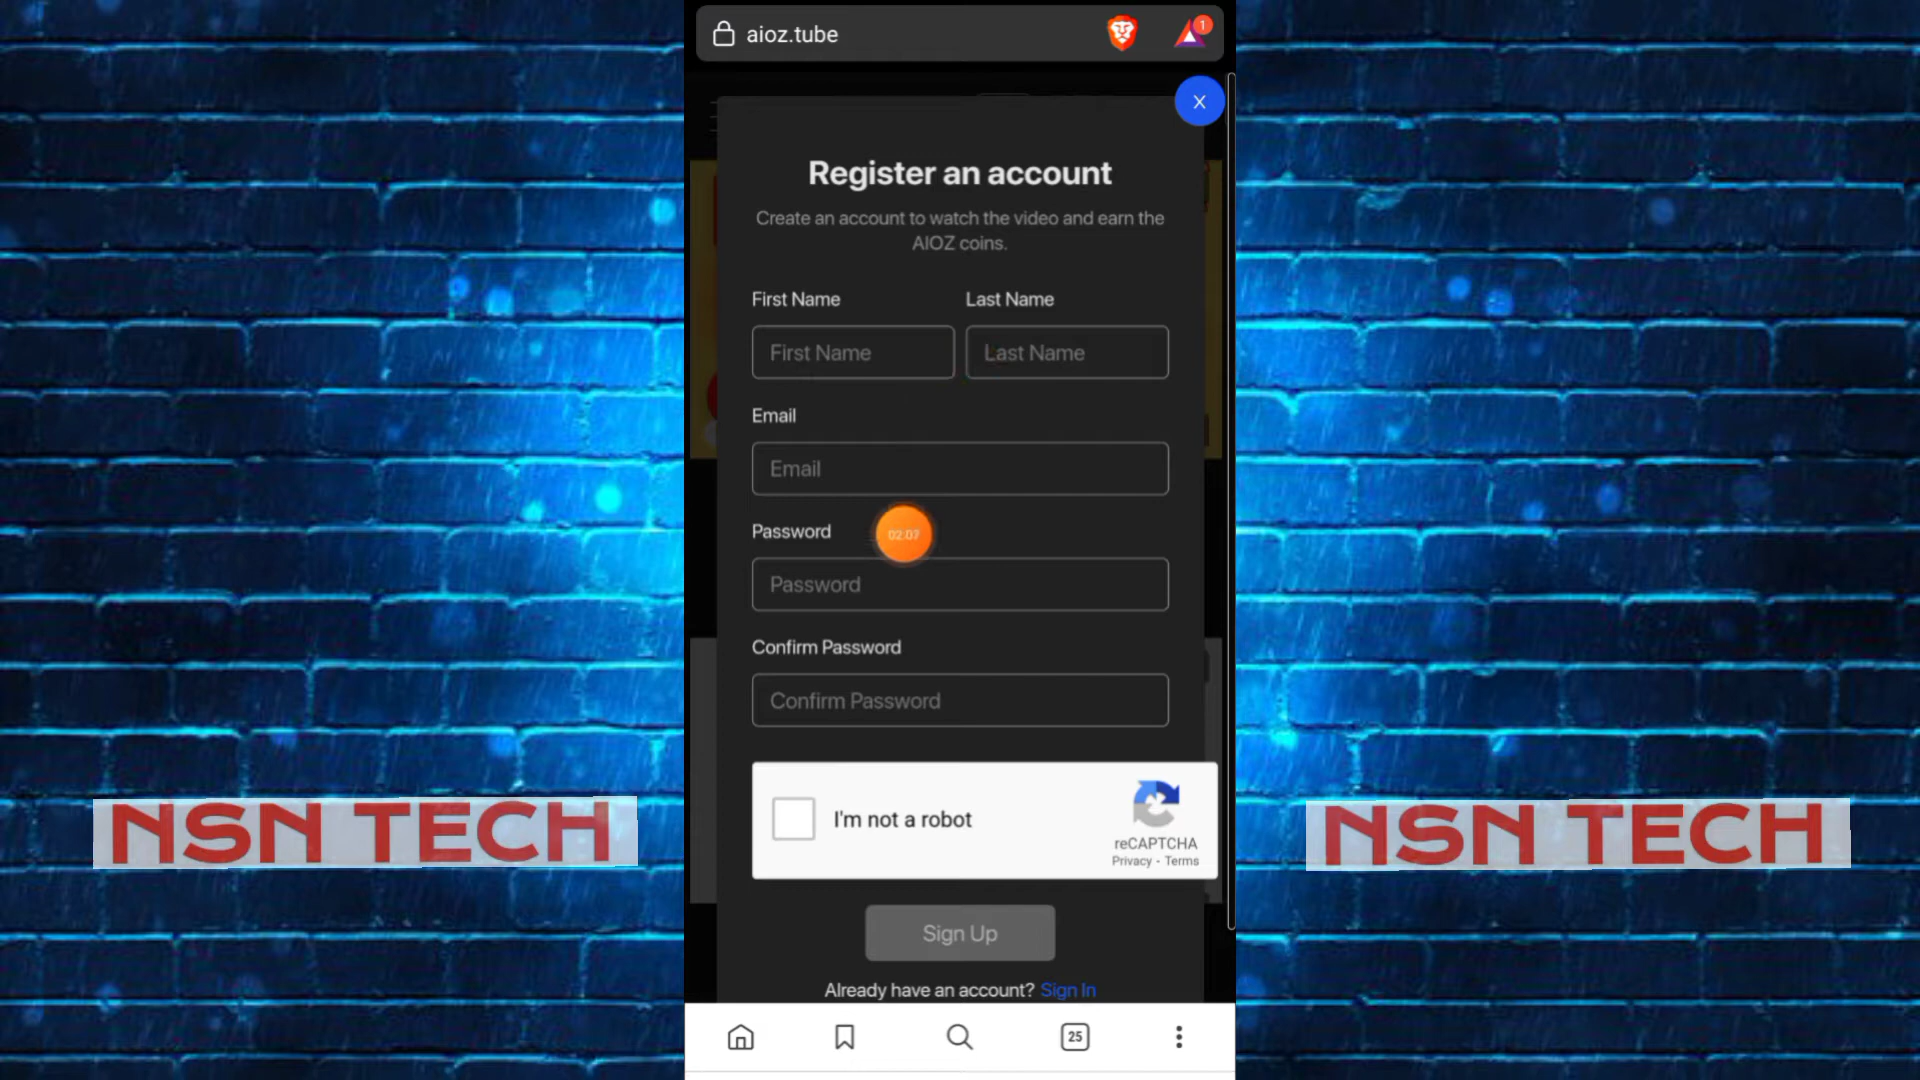 aioz.tube
1
X
Register an account
Create an account to watch the video and earn the
AIOZ coins.
First Name
Last Name
First Name
Last Name
Email
Email
Password
02:07
Password
Confirm Password
Confirm Password
I'm not a robot
reCAPTCHA
Privacy - Terms
NSN TECH
NSN TECH
Sign Up
Already have an account? Sign In
25